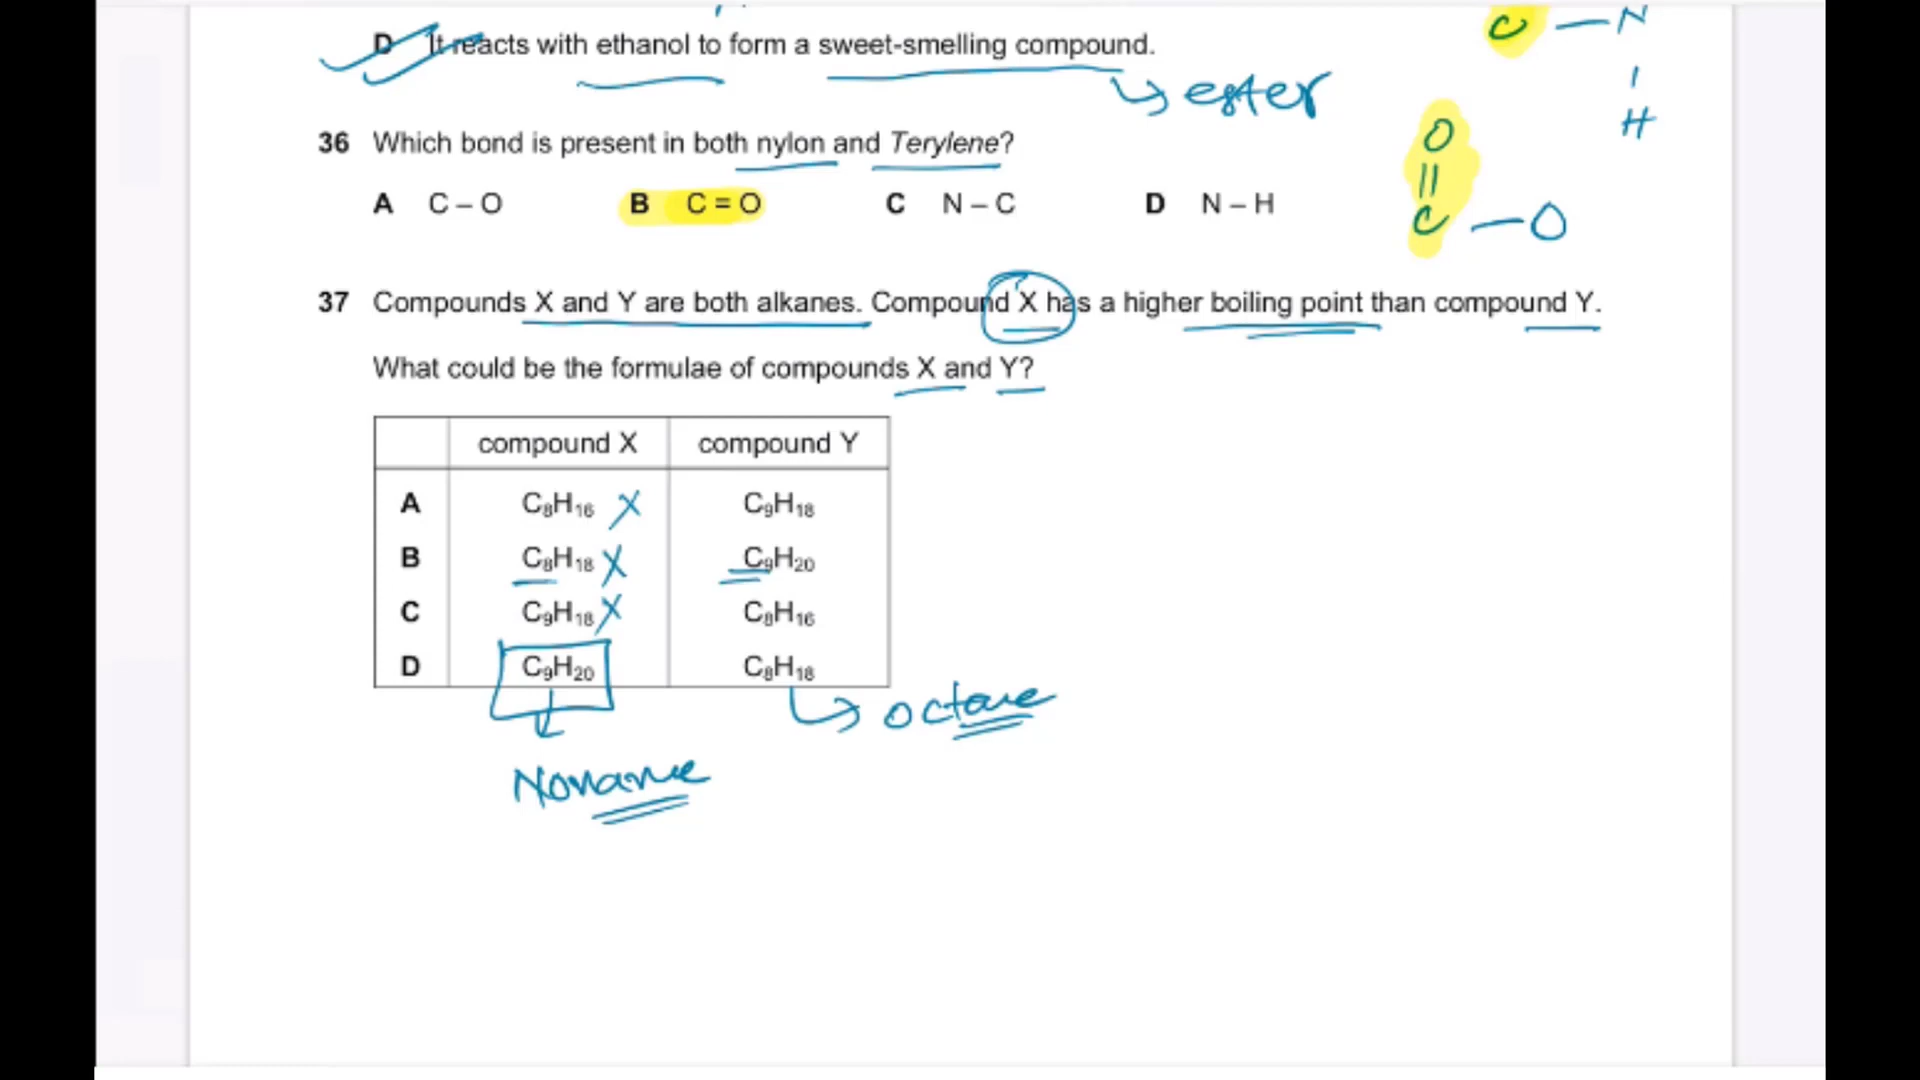 D It reacts with ethanol to form a sweet-smelling compound.
ester
C — N
H
36 Which bond is present in both nylon and Terylene?
A C – O B C = O C N – C D N – H
O
C — O
37 Compounds X and Y are both alkanes. Compound X has a higher boiling point than compound Y.
What could be the formulae of compounds X and Y?
compound X compound Y
A C₈H₁₆ X C₉H₁₈
B C₈H₁₈ X C₉H₂₀
C C₉H₁₈ X C₈H₁₆
D C₉H₂₀ C₈H₁₈
octane
Nonane